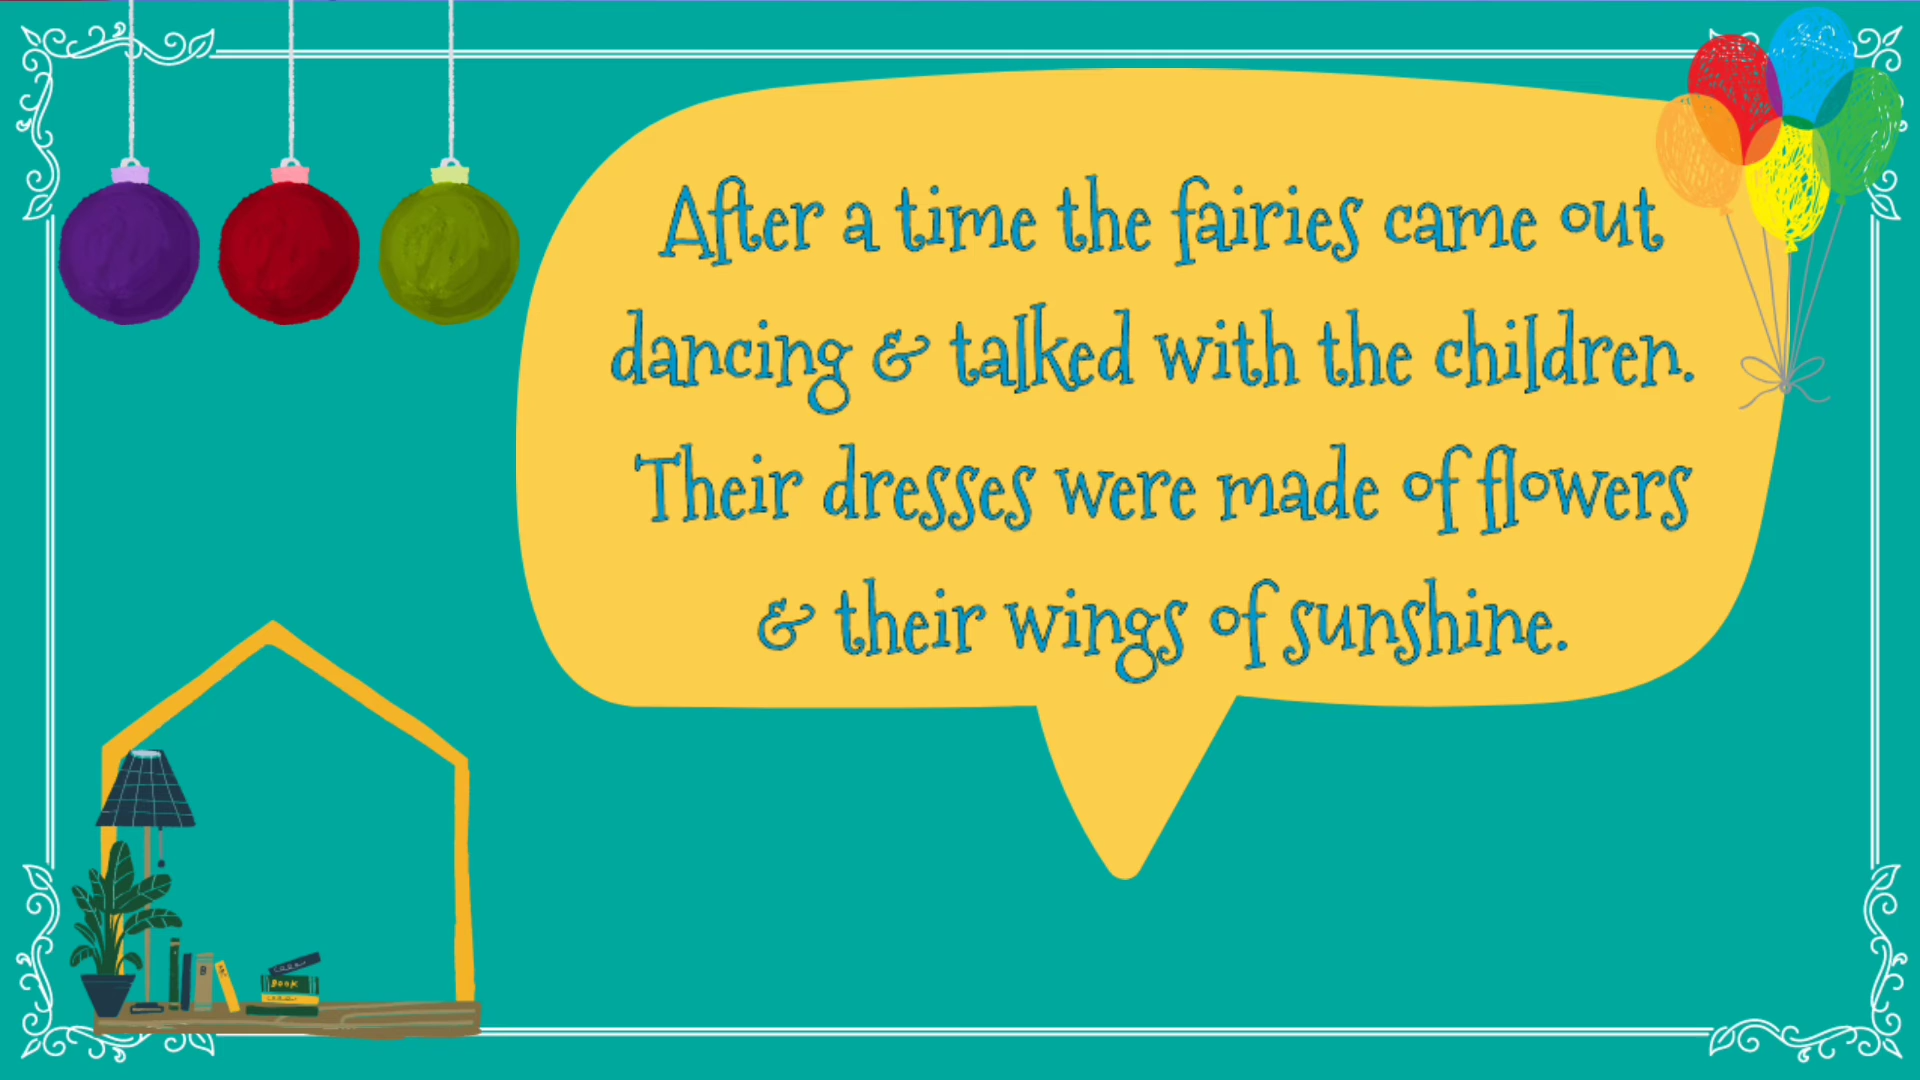 After a time the fairies came out
dancing & talked with the children.
Their dresses were made of flowers
& their wings of sunshine.
BOOK